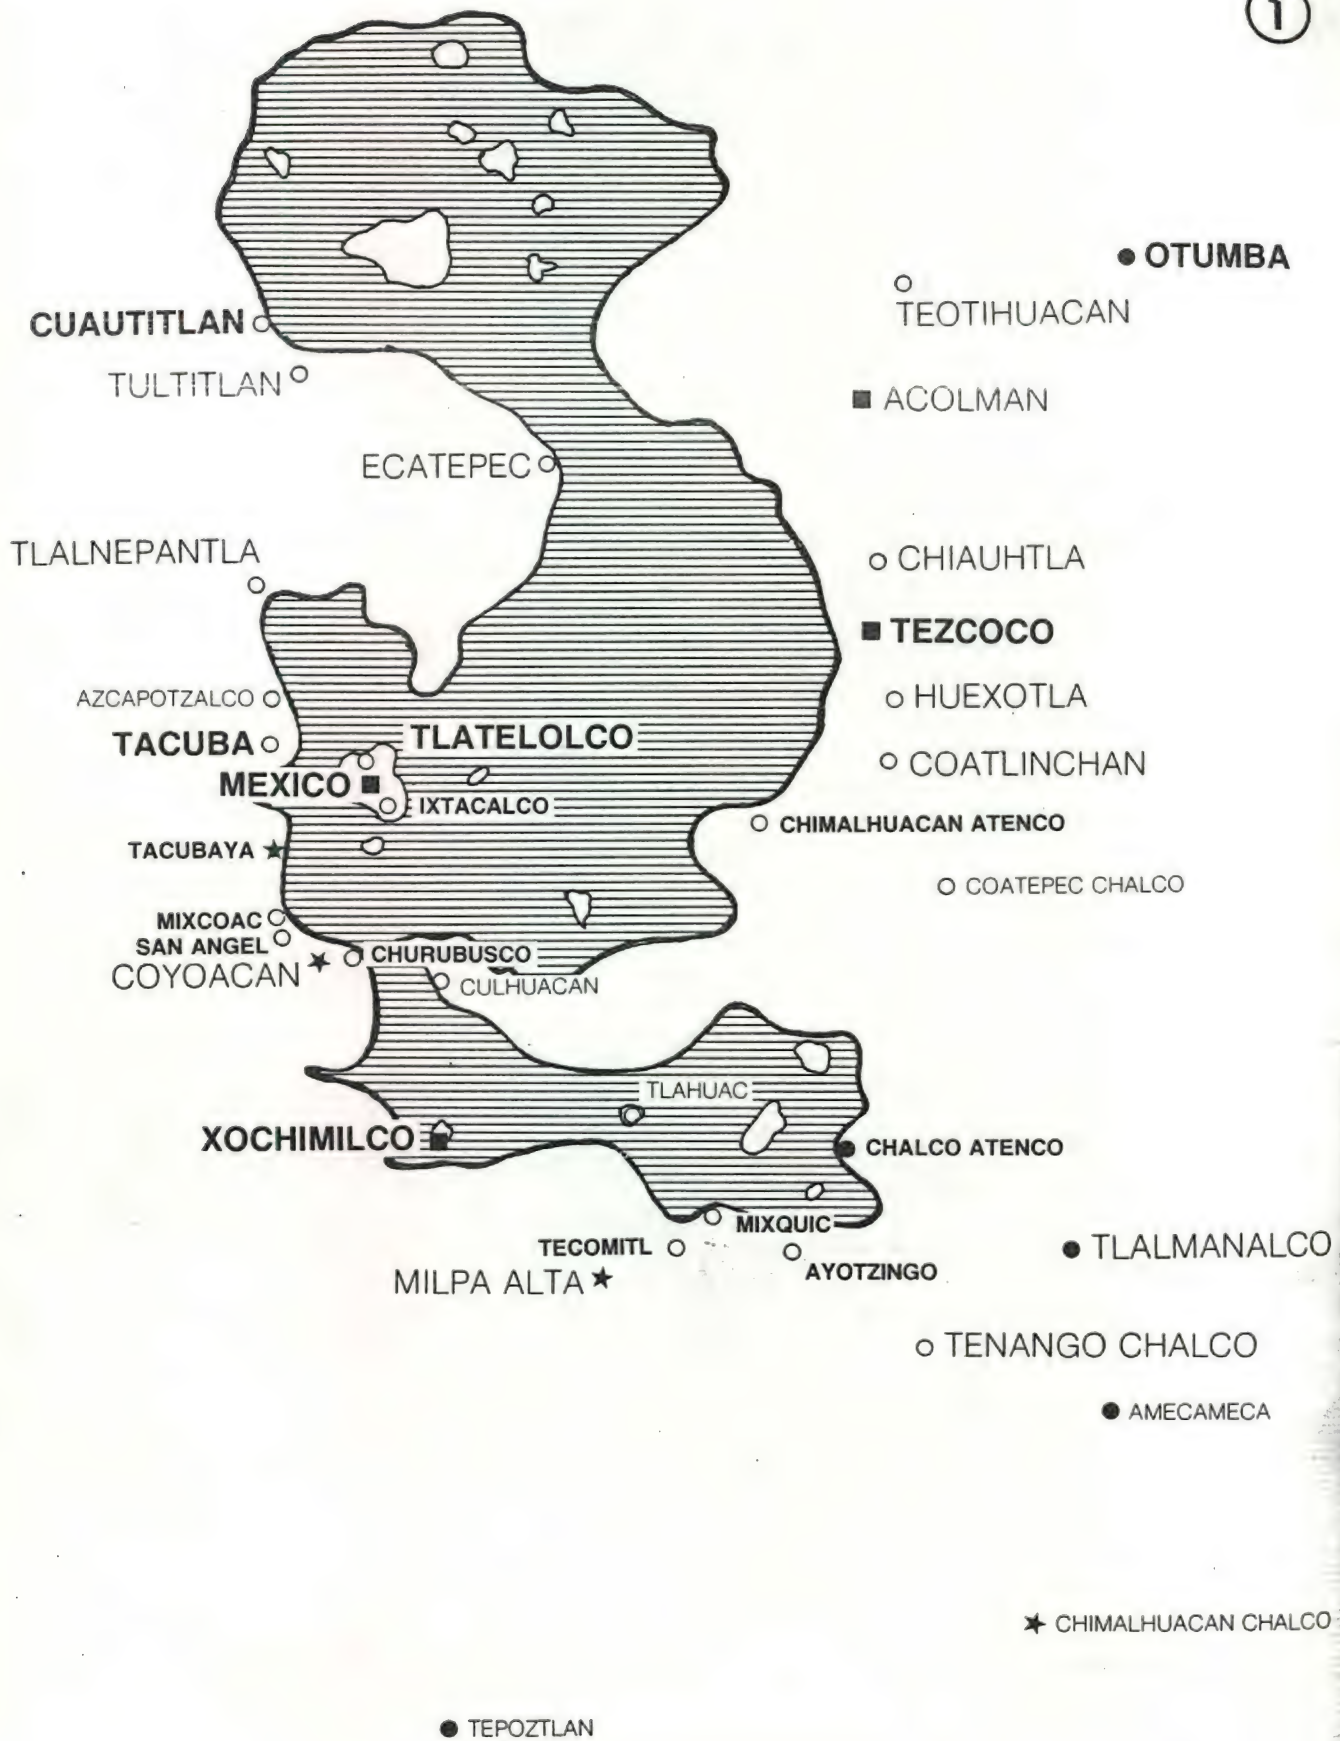 1
OTUMBA
TEOTIHUACAN
CUAUTITLAN
TULTITLAN
ACOLMAN
ECATEPEC
TLALNEPANTLA
CHIAUHTLA
TEZCOCO
AZCAPOTZALCO
HUEXOTLA
TACUBA
TLATELOLCO
COATLINCHAN
MEXICO
IXTACALCO
CHIMALHUACAN ATENCO
TACUBAYA
COATEPEC CHALCO
MIXCOAC
SAN ANGEL
CHURUBUSCO
COYOACAN
CULHUACAN
TLAHUAC
XOCHIMILCO
CHALCO ATENCO
MIXQUIC
TECOMITL
TLALMANALCO
AYOTZINGO
MILPA ALTA
TENANGO CHALCO
AMECAMECA
CHIMALHUACAN CHALCO
TEPOZTLAN